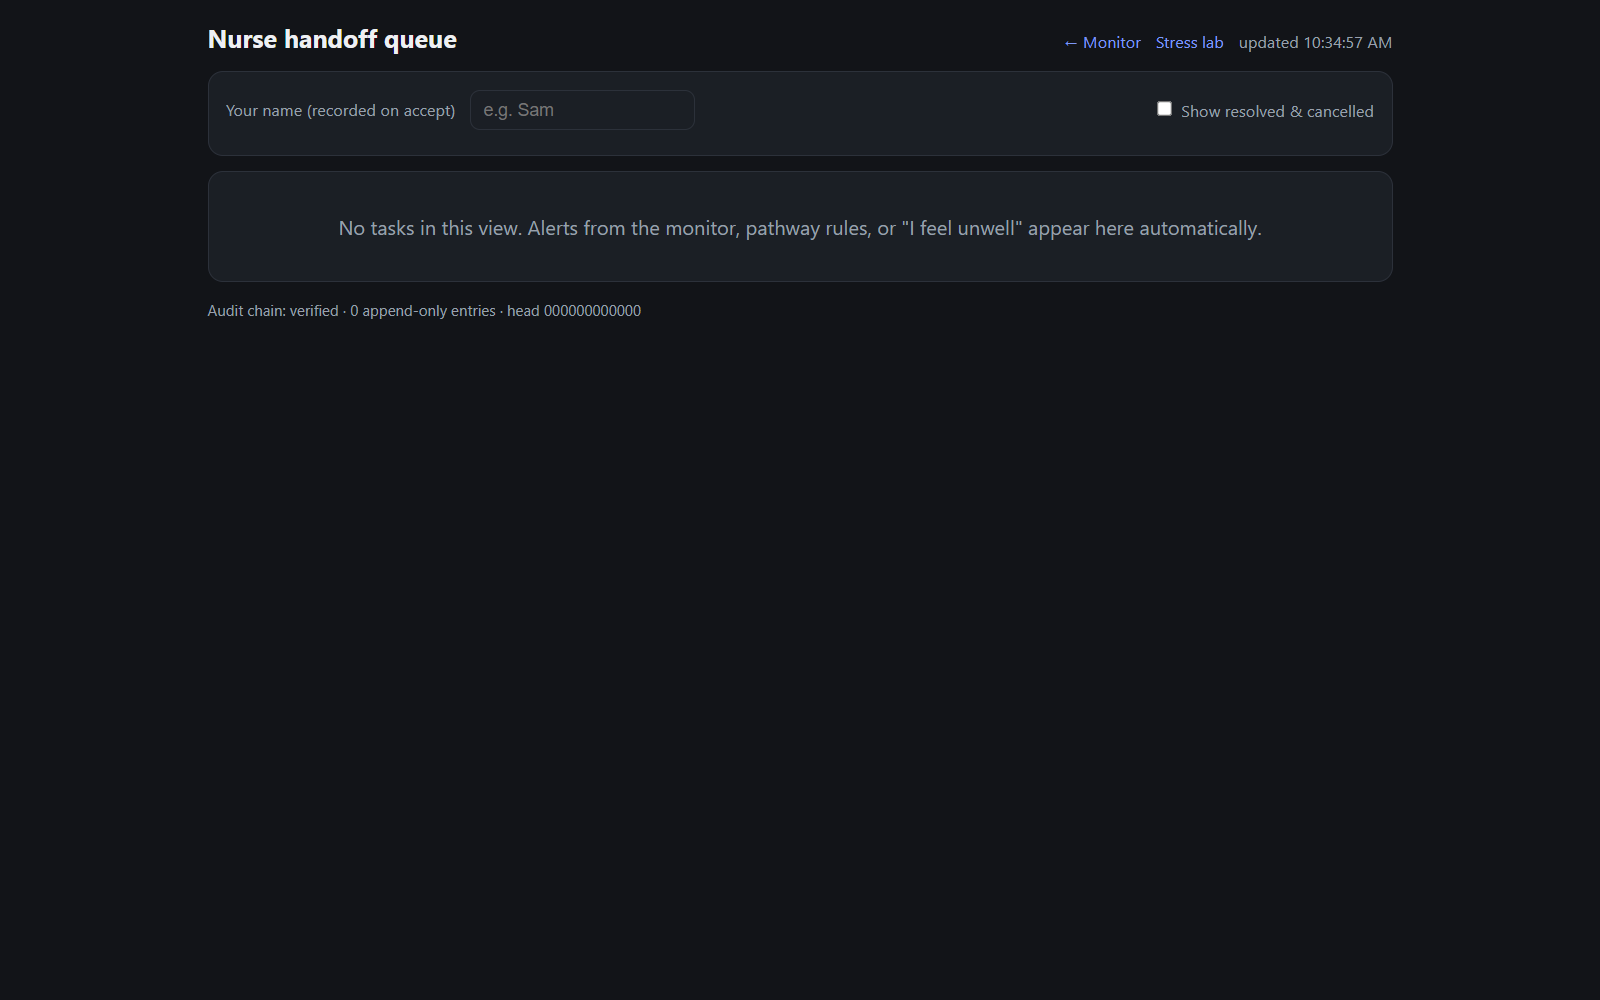 Nurse handoff queue
← Monitor Stress lab updated 10:34:57 AM
Your name (recorded on accept) e.g. Sam Show resolved & cancelled
No tasks in this view. Alerts from the monitor, pathway rules, or "I feel unwell" appear here automatically.
Audit chain: verified · 0 append-only entries · head 000000000000